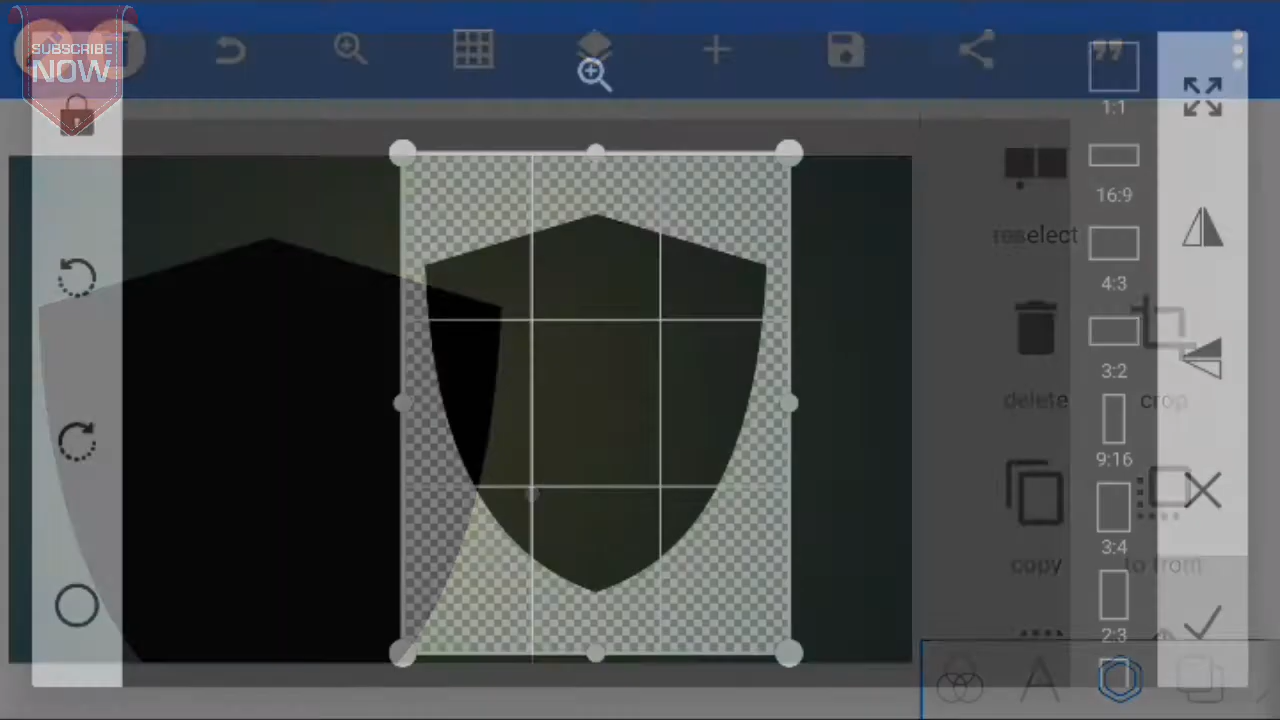 SUBSCRIBE
NOW
1:1
16:9
reselect
4:3
3:2
delete
crop
9:16
3:4
copy
to from
2:3